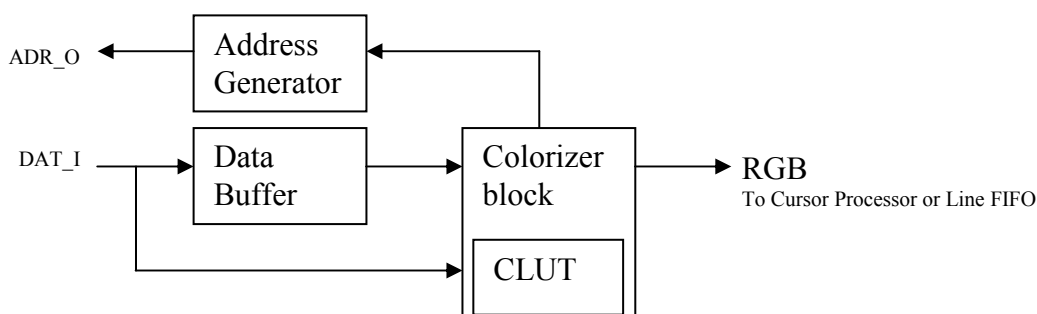 ADR_O
Address
Generator
DAT_I
Data
Buffer
Colorizer
block
CLUT
RGB
To Cursor Processor or Line FIFO